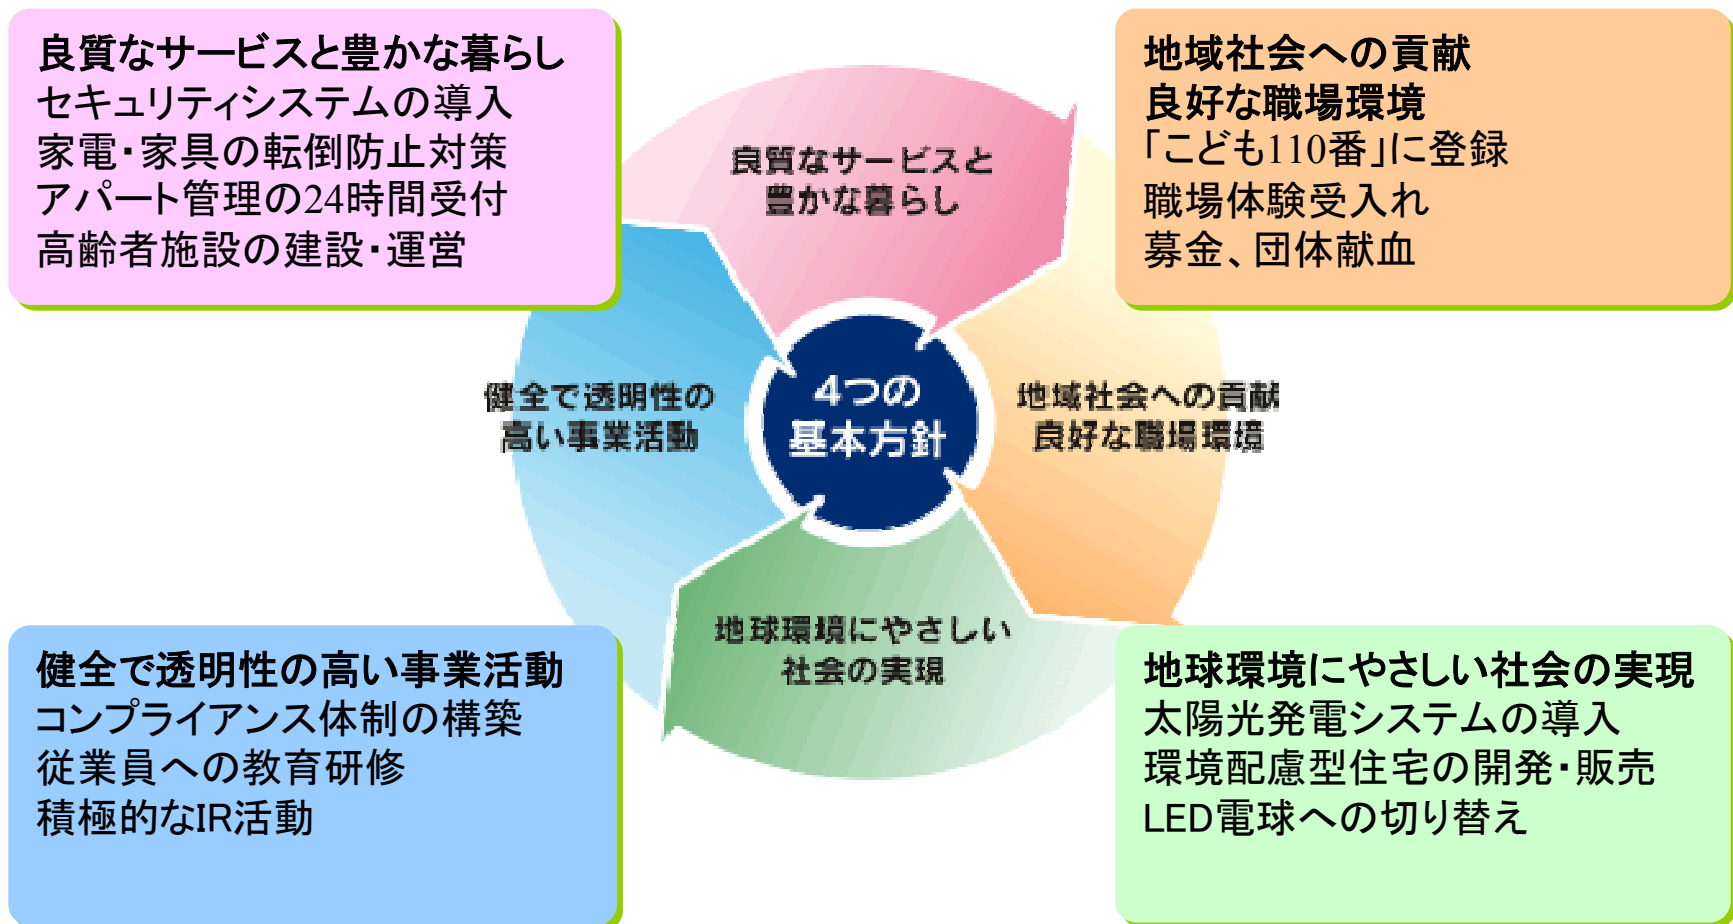 良質なサービスと豊かな暮らし
セキュリティシステムの導入
家電・家具の転倒防止対策
アパート管理の24時間受付
高齢者施設の建設・運営
地域社会への貢献
良好な職場環境
「こども110番」に登録
職場体験受入れ
募金、団体献血
良質なサービスと
豊かな暮らし
健全で透明性の
高い事業活動
4つの
基本方針
地域社会への貢献
良好な職場環境
地球環境にやさしい
社会の実現
健全で透明性の高い事業活動
コンプライアンス体制の構築
従業員への教育研修
積極的なIR活動
地球環境にやさしい社会の実現
太陽光発電システムの導入
環境配慮型住宅の開発・販売
LED電球への切り替え